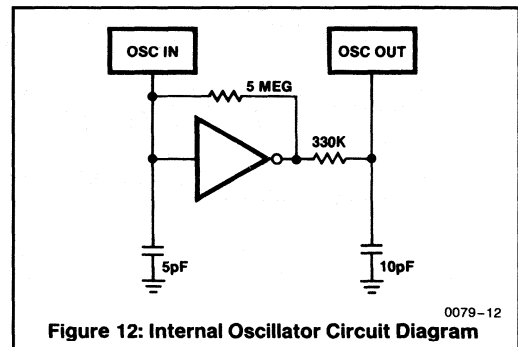 OSC IN
OSC OUT
5 MEG
330K
5pF
10pF
0079-12
Figure 12: Internal Oscillator Circuit Diagram